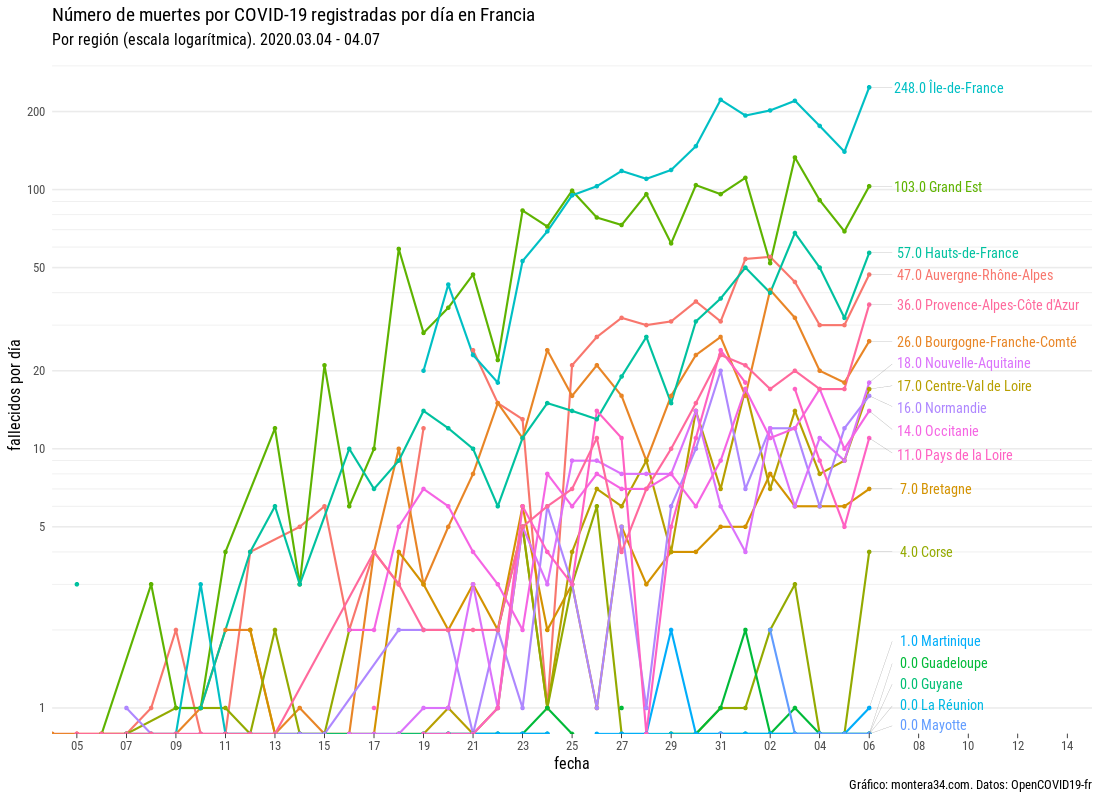 Número de muertes por COVID-19 registradas por día en Francia
Por región (escala logarítmica). 2020.03.04 - 04.07
fallecidos por día
200
100
50
20
10
5
1
248.0 Île-de-France
103.0 Grand Est
57.0 Hauts-de-France
47.0 Auvergne-Rhône-Alpes
36.0 Provence-Alpes-Côte d'Azur
26.0 Bourgogne-Franche-Comté
18.0 Nouvelle-Aquitaine
17.0 Centre-Val de Loire
16.0 Normandie
14.0 Occitanie
11.0 Pays de la Loire
7.0 Bretagne
4.0 Corse
1.0 Martinique
0.0 Guadeloupe
0.0 Guyane
0.0 La Réunion
0.0 Mayotte
05 07 09 11 13 15 17 19 21 23 25 27 29 31 02 04 06 08 10 12 14
fecha
Gráfico: montera34.com. Datos: OpenCOVID19-fr